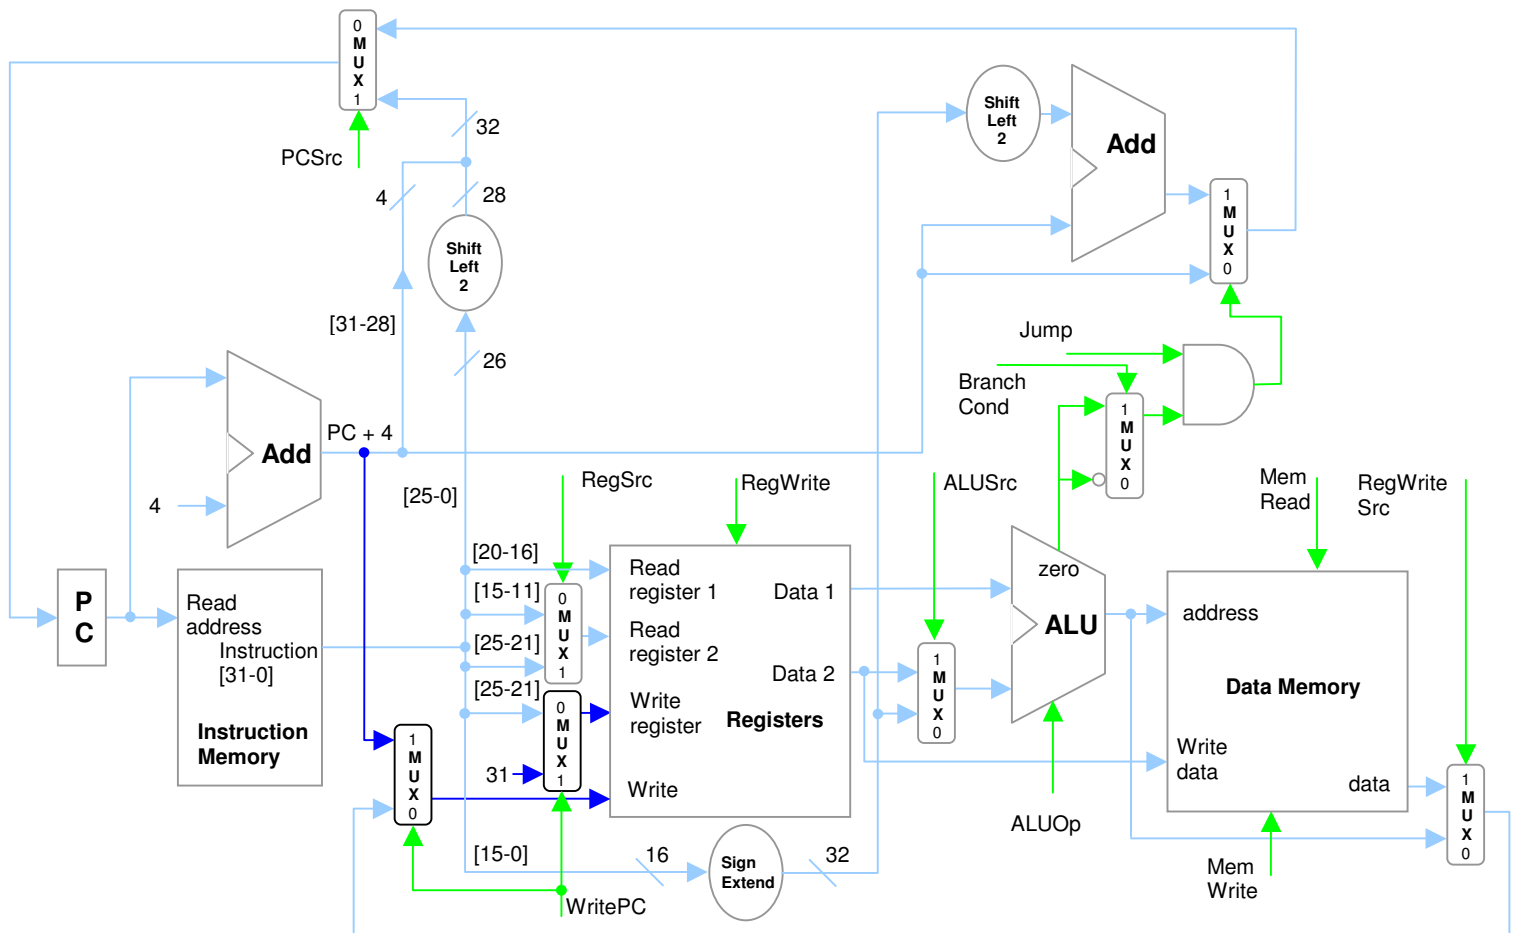 0
M
U
X
1
PCSrc
32
4
28
Shift
Left
2
[31-28]
26
Shift
Left
2
Add
1
M
U
X
0
Jump
Branch
Cond
1
M
U
X
0
PC + 4
Add
4
[25-0]
RegSrc
RegWrite
ALUSrc
Mem
Read
RegWrite
Src
P
C
Read
address
Instruction
[31-0]
Instruction
Memory
[20-16]
[15-11]
[25-21]
[25-21]
0
M
U
X
1
0
M
U
X
1
31
1
M
U
X
0
Read
register 1
Read
register 2
Write
register
Write
Data 1
Data 2
Registers
1
M
U
X
0
zero
ALU
ALUOp
address
Data Memory
Write
data
data
1
M
U
X
0
Mem
Write
[15-0]
16
Sign
Extend
32
WritePC